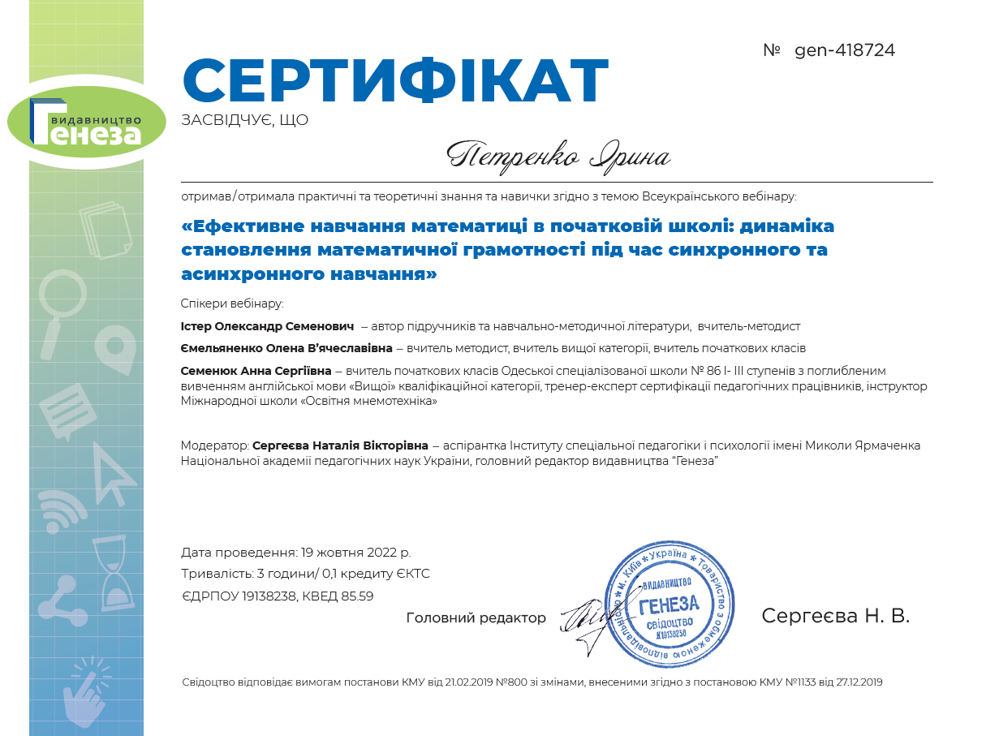 № gen-418724
СЕРТИФІКАТ
ЗАСВІДЧУЄ, ЩО
видавництво
Генеза
Петренко Ірина
отримав/отримала практичні та теоретичні знання та навички згідно з темою Всеукраїнського вебінару:
«Ефективне навчання математиці в початковій школі: динаміка
становлення математичної грамотності під час синхронного та
асинхронного навчання»
Спікери вебінару:
Істер Олександр Семенович – автор підручників та навчально-методичної літератури, вчитель-методист
Ємельяненко Олена В’ячеславівна – вчитель методист, вчитель вищої категорії, вчитель початкових класів
Семенюк Анна Сергіївна – вчитель початкових класів Одеської спеціалізованої школи № 86 І- ІІІ ступенів з поглибленим
вивченням англійської мови «Вищої» кваліфікаційної категорії, тренер-експерт сертифікації педагогічних працівників, інструктор
Міжнародної школи «Освітня мнемотехніка»
Модератор: Сергеєва Наталія Вікторівна – аспірантка Інституту спеціальної педагогіки і психології імені Миколи Ярмаченка
Національної академії педагогічних наук України, головний редактор видавництва “Генеза”
Дата проведення: 19 жовтня 2022 р.
Тривалість: 3 години/ 0,1 кредиту ЄКТС
ЄДРПОУ 19138238, КВЕД 85.59
Головний редактор
м. Київ * Україна * Товариство з обмеженою відповідальністю *
ВИДАВНИЦТВО
ГЕНЕЗА
СВІДОЦТВО
№19138238
Сергеєва Н. В.
Свідоцтво відповідає вимогам постанови КМУ від 21.02.2019 №800 зі змінами, внесеними згідно з постановою КМУ №1133 від 27.12.2019